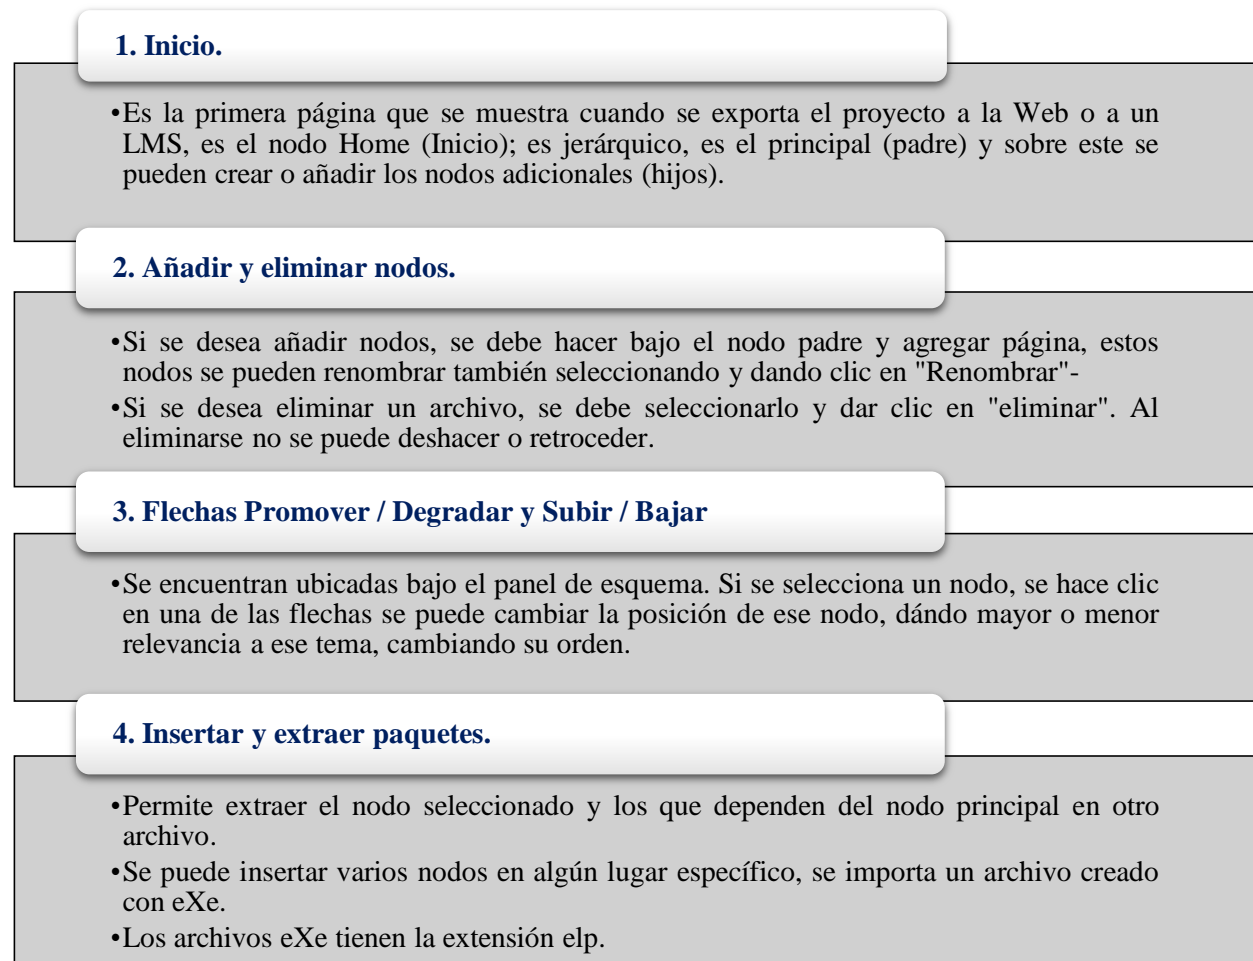 1. Inicio.
•Es la primera página que se muestra cuando se exporta el proyecto a la Web o a un
LMS, es el nodo Home (Inicio); es jerárquico, es el principal (padre) y sobre este se
pueden crear o añadir los nodos adicionales (hijos).
2. Añadir y eliminar nodos.
•Si se desea añadir nodos, se debe hacer bajo el nodo padre y agregar página, estos
nodos se pueden renombrar también seleccionando y dando clic en "Renombrar"-
•Si se desea eliminar un archivo, se debe seleccionarlo y dar clic en "eliminar". Al
eliminarse no se puede deshacer o retroceder.
3. Flechas Promover / Degradar y Subir / Bajar
•Se encuentran ubicadas bajo el panel de esquema. Si se selecciona un nodo, se hace clic
en una de las flechas se puede cambiar la posición de ese nodo, dándo mayor o menor
relevancia a ese tema, cambiando su orden.
4. Insertar y extraer paquetes.
•Permite extraer el nodo seleccionado y los que dependen del nodo principal en otro
archivo.
•Se puede insertar varios nodos en algún lugar específico, se importa un archivo creado
con eXe.
•Los archivos eXe tienen la extensión elp.